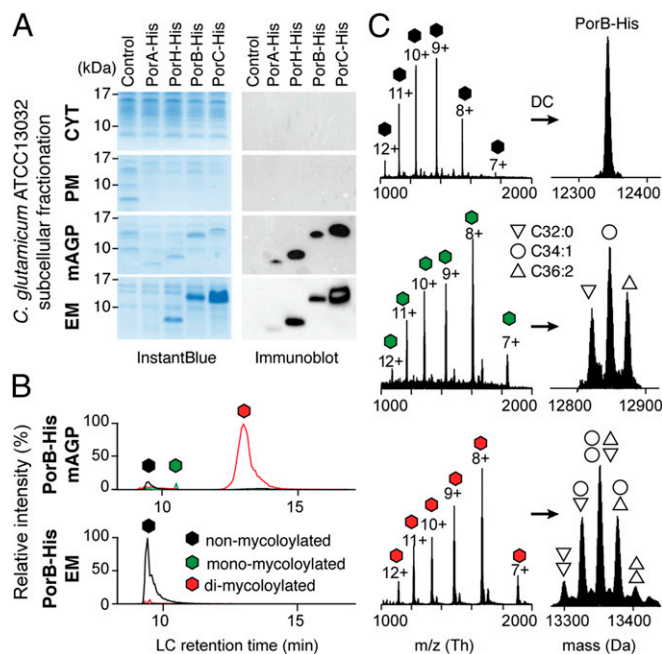 A
Control
PorA-His
PorH-His
PorB-His
PorC-His
Control
PorA-His
PorH-His
PorB-His
PorC-His
(kDa)
C. glutamicum ATCC13032
subcellular fractionation
17
10
CYT
17
10
PM
17
10
mAGP
17
10
EM
InstantBlue
Immunoblot
B
Relative intensity (%)
PorB-His
mAGP
100
50
0
10
15
PorB-His
EM
100
50
0
non-mycoloylated
mono-mycoloylated
di-mycoloylated
10
15
LC retention time (min)
C
PorB-His
12+
11+
10+
9+
8+
7+
DC
1000
2000
12300
12400
12+
11+
10+
9+
8+
7+
C32:0
C34:1
C36:2
1000
2000
12800
12900
12+
11+
10+
9+
8+
7+
1000
2000
13300
13400
m/z (Th)
mass (Da)